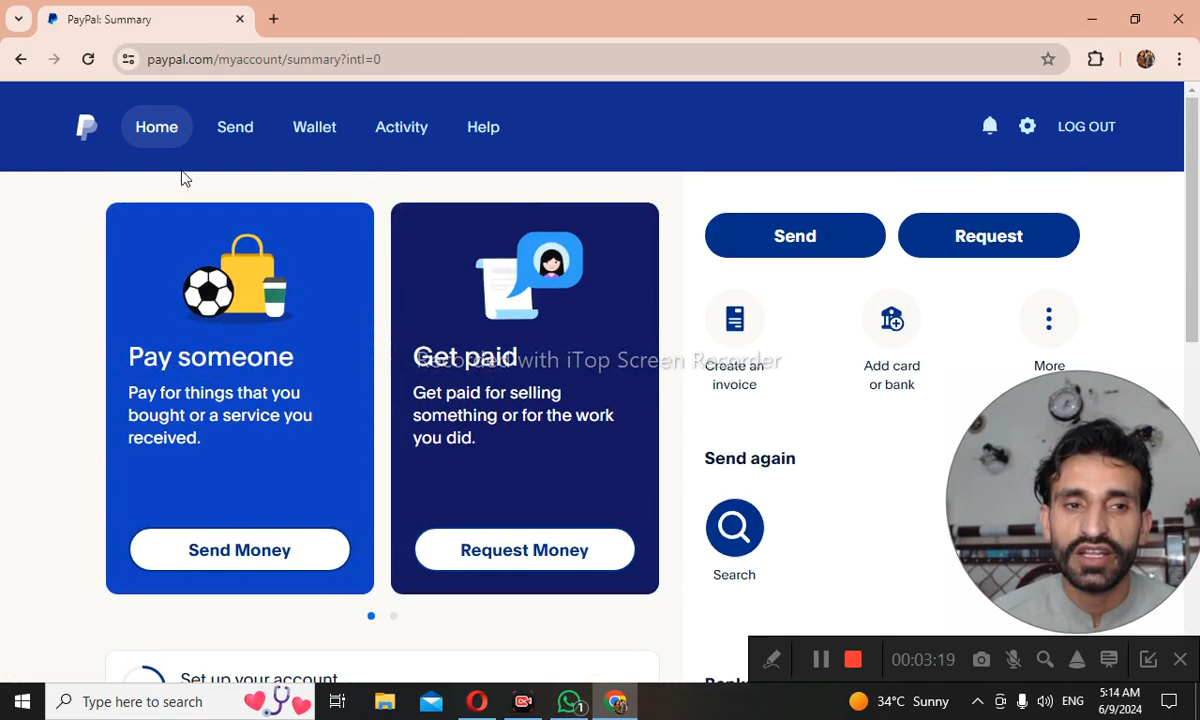 PayPal: Summary
paypal.com/myaccount/summary?intl=0
Home
Send
Wallet
Activity
Help
LOG OUT
Pay someone
Pay for things that you
bought or a service you
received.
Send Money
Get paid
Get paid for selling
something or for the work
you did.
Request Money
Recorded with iTop Screen Recorder
Send
Request
Create an
invoice
Add card
or bank
More
Send again
Search
Set up your account
00:03:19
Type here to search
1
34°C Sunny
ENG
5:14 AM
6/9/2024